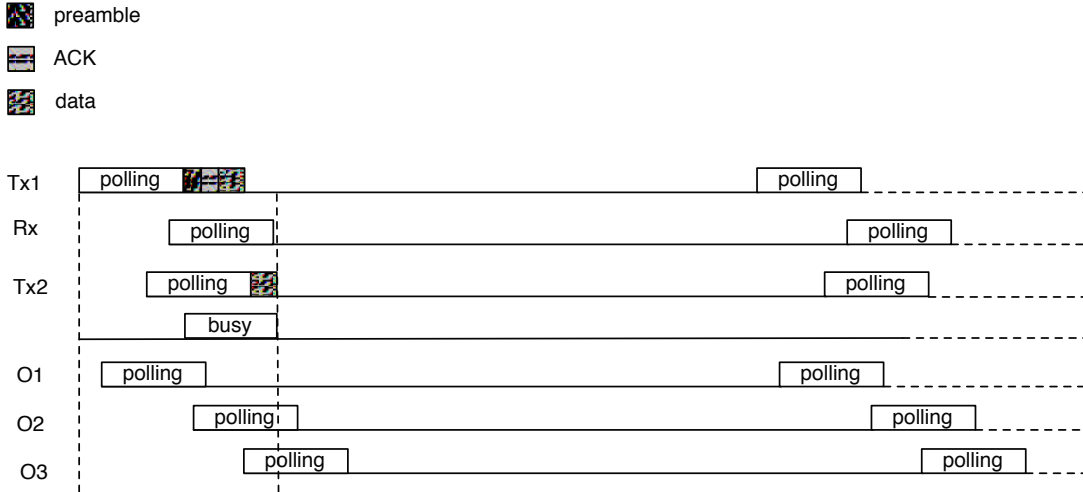 preamble
ACK
data
Tx1 polling polling
Rx polling polling
Tx2 polling polling
busy
O1 polling polling
O2 polling polling
O3 polling polling